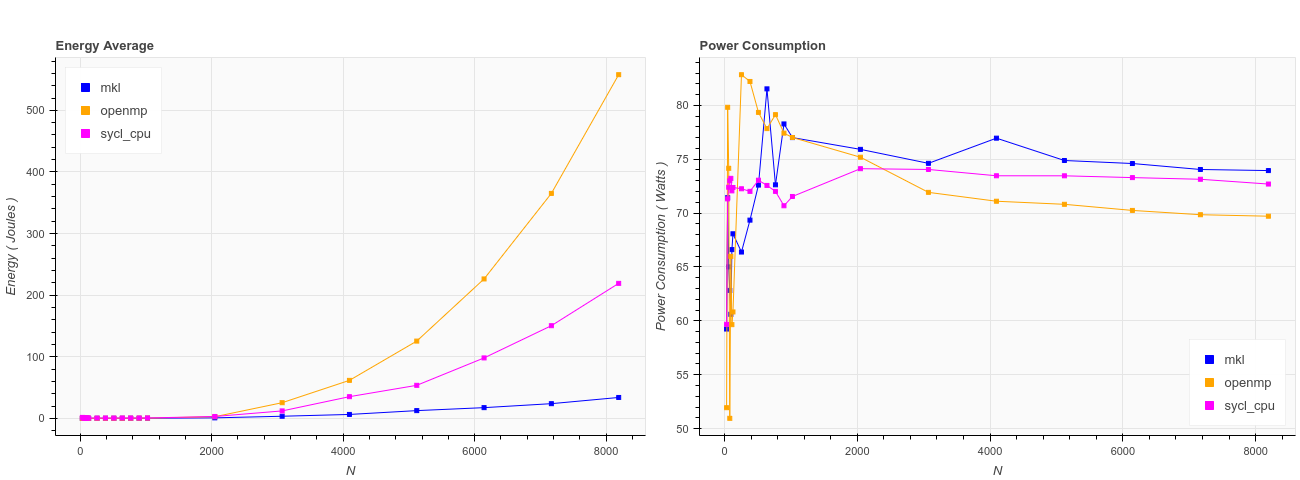 Energy Average
Energy ( Joules )
500
400
300
200
100
0
mkl
openmp
sycl_cpu
0 2000 4000 6000 8000
N
Power Consumption
Power Consumption ( Watts )
80
75
70
65
60
55
50
mkl
openmp
sycl_cpu
0 2000 4000 6000 8000
N